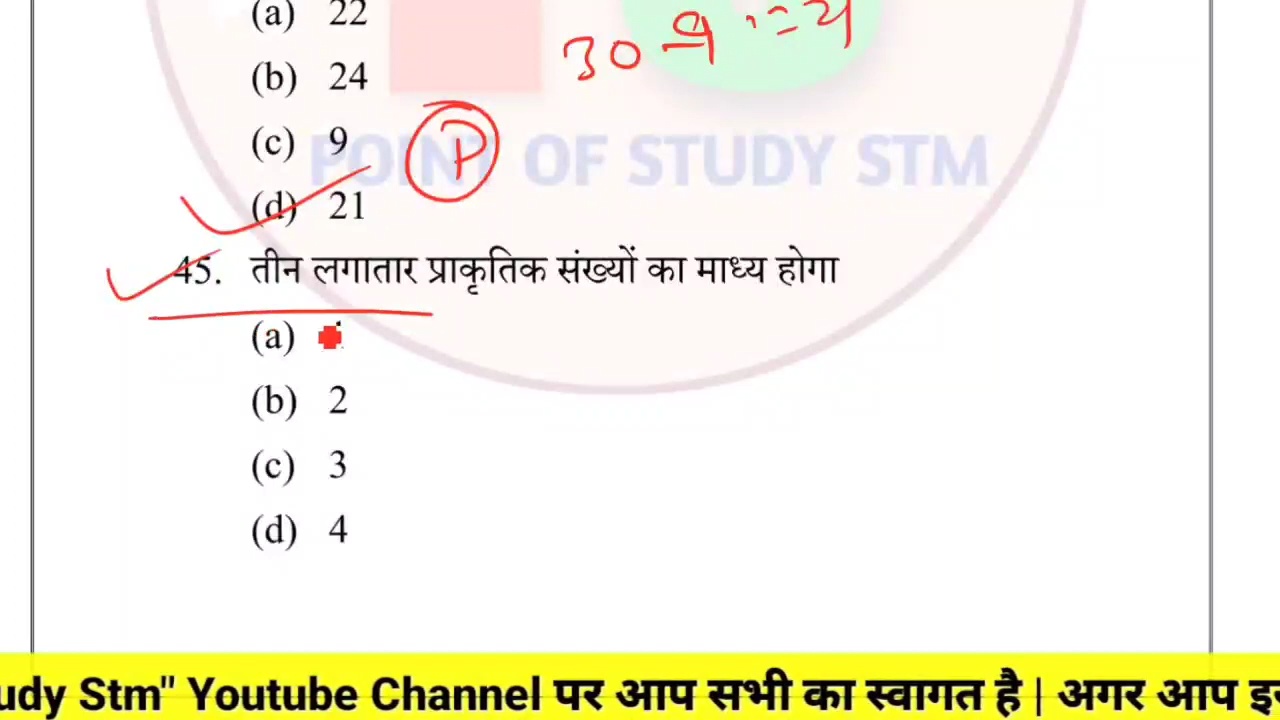 (a) 22
30 
(b) 24
(c) 9
P
POINT OF STUDY STM
(d) 21
45. तीन लगातार प्राकृतिक संख्यों का माध्य होगा
(a)
(b) 2
(c) 3
(d) 4
udy Stm" Youtube Channel पर आप सभी का स्वागत है | अगर आप इस